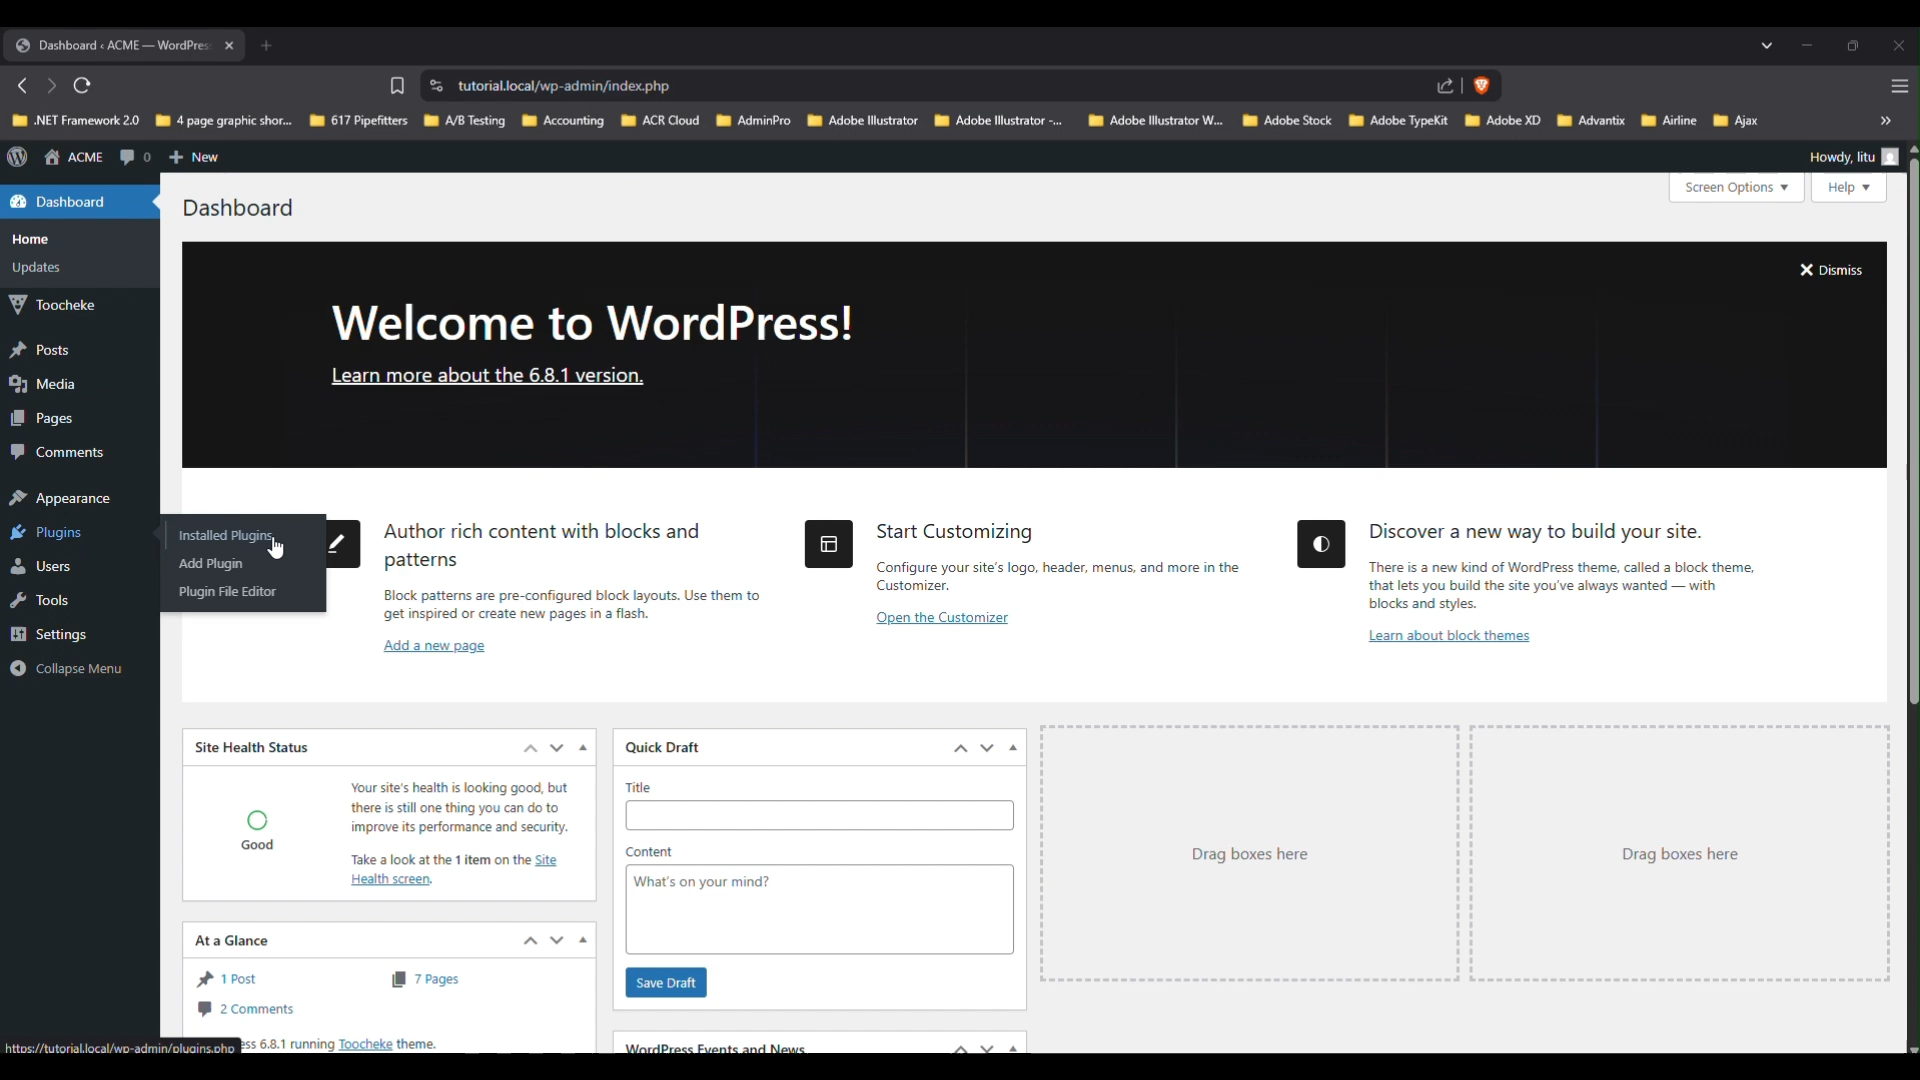 Dashboard ‹ ACME — WordPres
tutorial.local/wp-admin/index.php
.NET Framework 2.0
4 page graphic shor...
617 Pipefitters
A/B Testing
Accounting
ACR Cloud
AdminPro
Adobe Illustrator
Adobe Illustrator -...
Adobe Illustrator W...
Adobe Stock
Adobe TypeKit
Adobe XD
Advantix
Airline
Ajax
»
ACME
0
New
Howdy, litu
Dashboard
Home
Updates
Toocheke
Posts
Media
Pages
Comments
Appearance
Plugins
Users
Tools
Settings
Collapse Menu
Installed Plugins
Add Plugin
Plugin File Editor
Screen Options
Help
Dashboard
Dismiss
Welcome to WordPress!
Learn more about the 6.8.1 version.
Author rich content with blocks and
patterns
Block patterns are pre-configured block layouts. Use them to
get inspired or create new pages in a flash.
Add a new page
Start Customizing
Configure your site's logo, header, menus, and more in the
Customizer.
Open the Customizer
Discover a new way to build your site.
There is a new kind of WordPress theme, called a block theme,
that lets you build the site you've always wanted — with
blocks and styles.
Learn about block themes
Site Health Status
Good
Your site's health is looking good, but
there is still one thing you can do to
improve its performance and security.
Take a look at the 1 item on the Site
Health screen.
At a Glance
1 Post
7 Pages
2 Comments
ess 6.8.1 running Toocheke theme.
Quick Draft
Title
Content
What's on your mind?
Save Draft
WordPress Events and News
Drag boxes here
Drag boxes here
https://tutorial.local/wp-admin/plugins.php